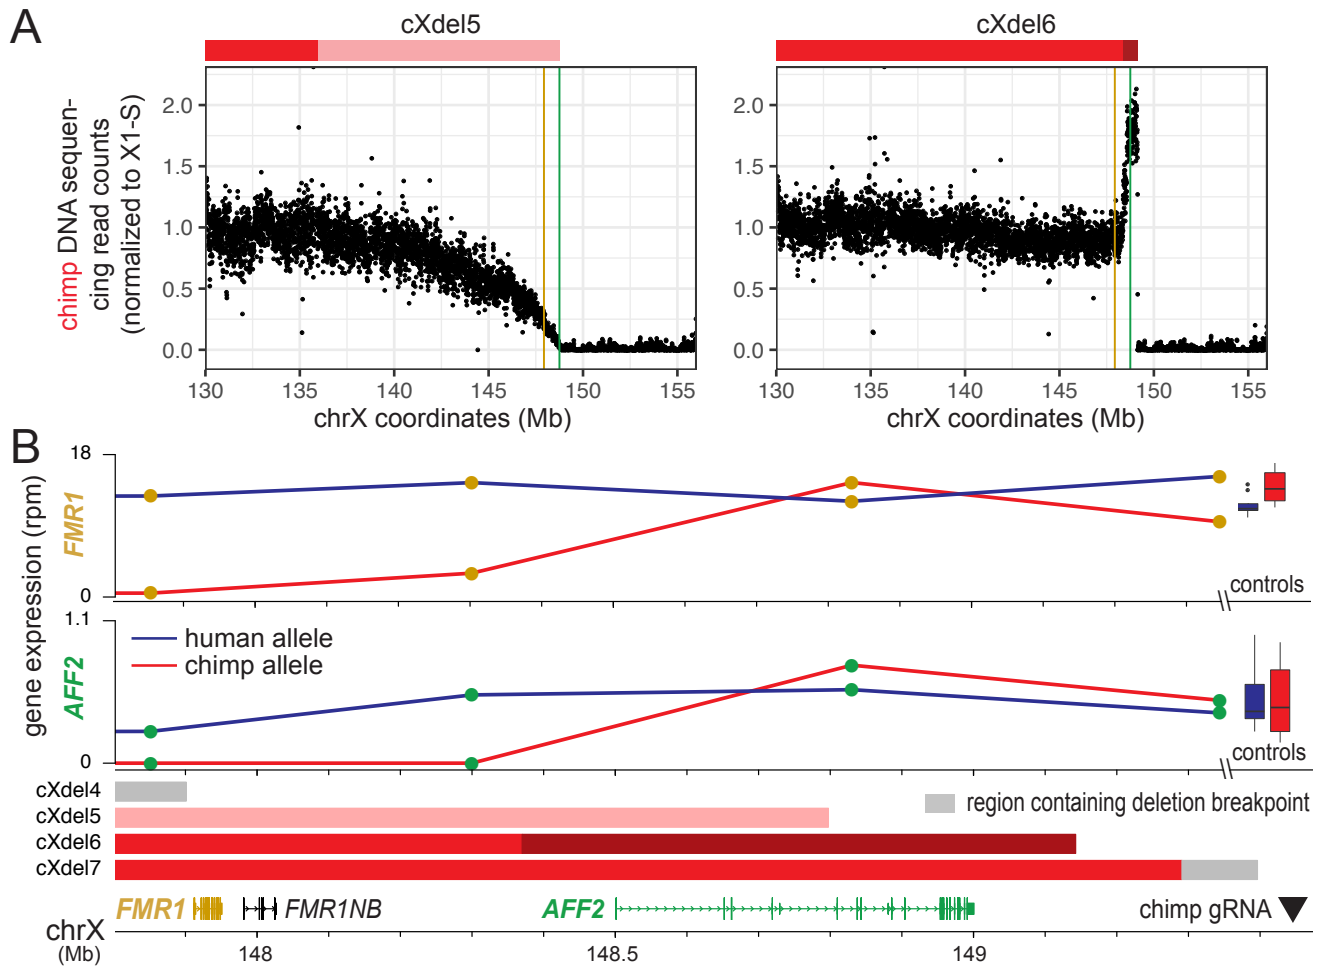 A
cXdel5
cXdel6
chimp DNA sequen-
cing read counts
(normalized to X1-S)
2.0
1.5
1.0
0.5
0.0
130
135
140
145
150
155
chrX coordinates (Mb)
2.0
1.5
1.0
0.5
0.0
130
135
140
145
150
155
chrX coordinates (Mb)
B
gene expression (rpm)
FMR1
18
0
controls
AFF2
1.1
human allele
chimp allele
0
controls
cXdel4
region containing deletion breakpoint
cXdel5
cXdel6
cXdel7
FMR1
FMR1NB
AFF2
chimp gRNA
chrX
(Mb)
148
148.5
149